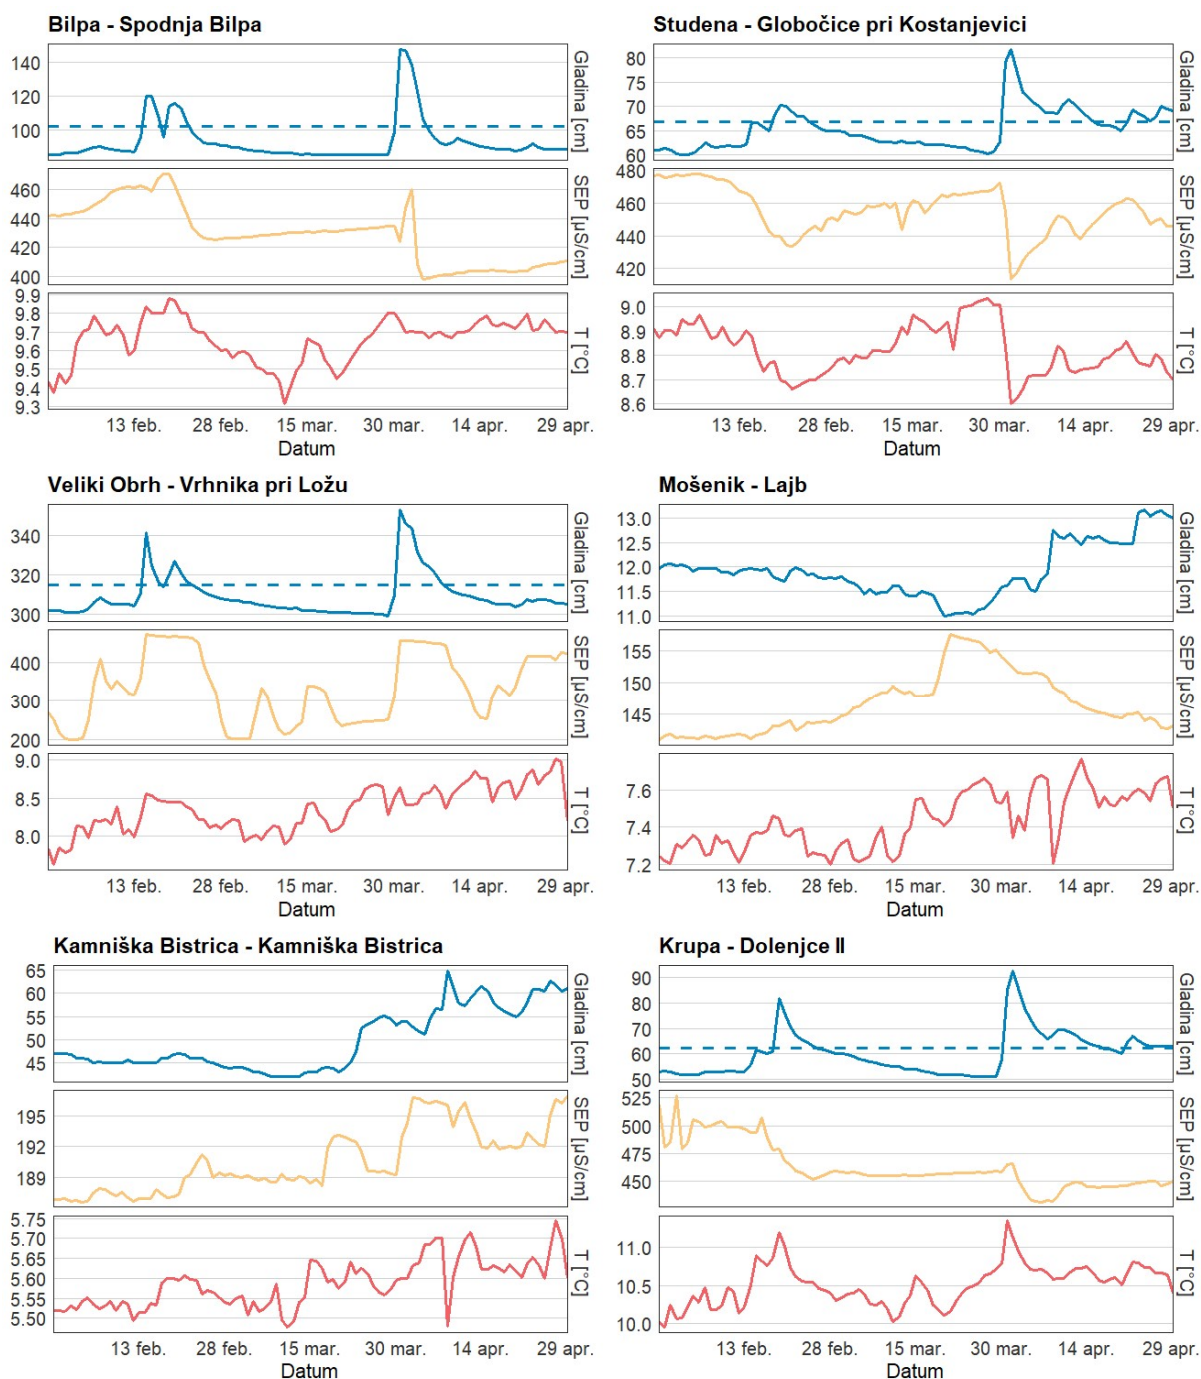 Bilpa - Spodnja Bilpa
140
120
100
Gladina [cm]
460
440
420
400
SEP [µS/cm]
9.9
9.8
9.7
9.6
9.5
9.4
9.3
T [°C]
13 feb.
28 feb.
15 mar.
30 mar.
14 apr.
29 apr.
Datum
Studena - Globočice pri Kostanjevici
80
75
70
65
60
Gladina [cm]
480
460
440
420
SEP [µS/cm]
9.0
8.9
8.8
8.7
8.6
T [°C]
13 feb.
28 feb.
15 mar.
30 mar.
14 apr.
29 apr.
Datum
Veliki Obrh - Vrhnika pri Ložu
340
320
300
Gladina [cm]
400
300
200
SEP [µS/cm]
9.0
8.5
8.0
T [°C]
13 feb.
28 feb.
15 mar.
30 mar.
14 apr.
29 apr.
Datum
Mošenik - Lajb
13.0
12.5
12.0
11.5
11.0
Gladina [cm]
155
150
145
SEP [µS/cm]
7.6
7.4
7.2
T [°C]
13 feb.
28 feb.
15 mar.
30 mar.
14 apr.
29 apr.
Datum
Kamniška Bistrica - Kamniška Bistrica
65
60
55
50
45
Gladina [cm]
195
192
189
SEP [µS/cm]
5.75
5.70
5.65
5.60
5.55
5.50
T [°C]
13 feb.
28 feb.
15 mar.
30 mar.
14 apr.
29 apr.
Datum
Krupa - Dolenjce II
90
80
70
60
50
Gladina [cm]
525
500
475
450
SEP [µS/cm]
11.0
10.5
10.0
T [°C]
13 feb.
28 feb.
15 mar.
30 mar.
14 apr.
29 apr.
Datum